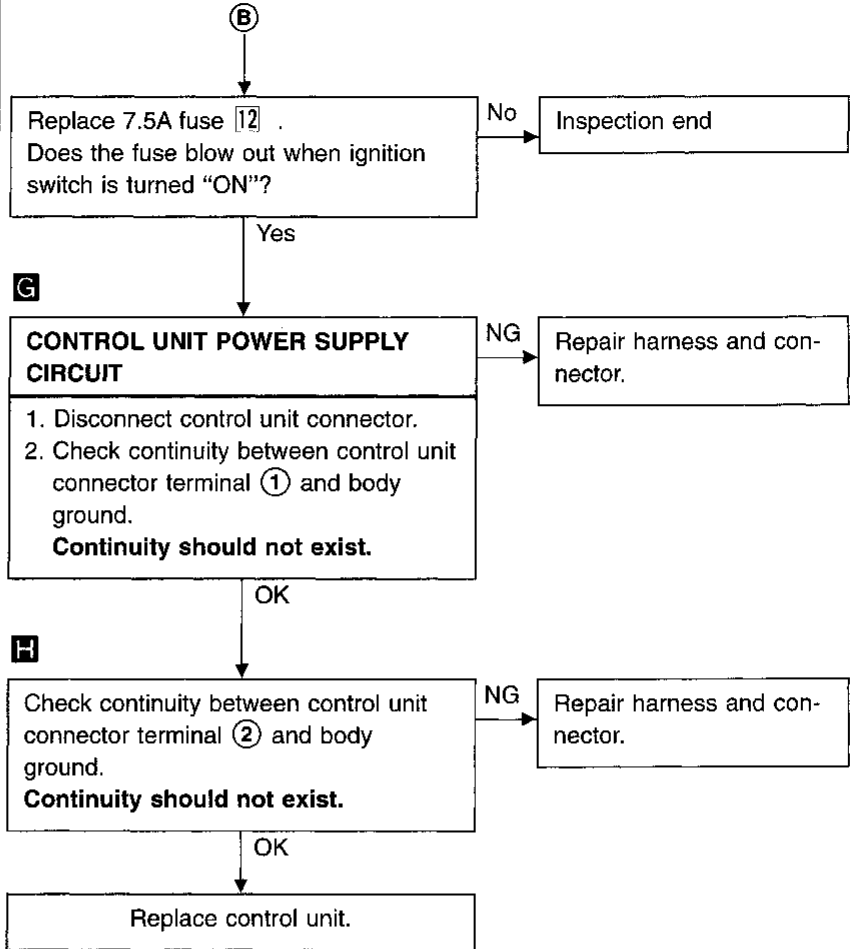 B
Replace 7.5A fuse 12 .
Does the fuse blow out when ignition
switch is turned “ON”?
No
Inspection end
Yes
G
CONTROL UNIT POWER SUPPLY
CIRCUIT
1. Disconnect control unit connector.
2. Check continuity between control unit
connector terminal ① and body
ground.
Continuity should not exist.
NG
Repair harness and con-
nector.
OK
H
Check continuity between control unit
connector terminal ② and body
ground.
Continuity should not exist.
NG
Repair harness and con-
nector.
OK
Replace control unit.